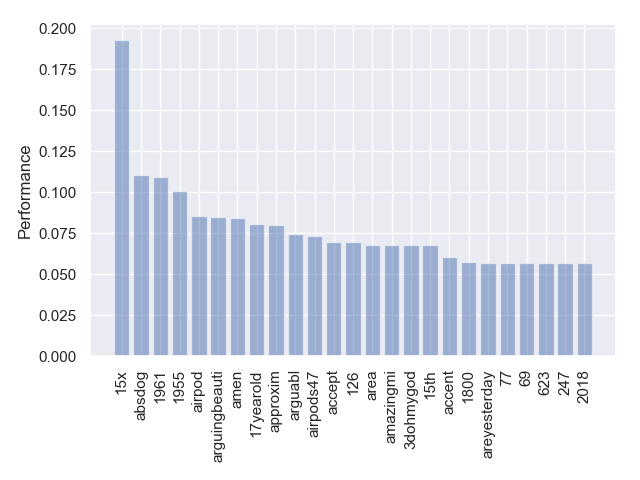 0.200
0.175
0.150
0.125
0.100
0.075
0.050
0.025
0.000
Performance
15x
absdog
1961
1955
airpod
arguingbeauti
amen
17yearold
approxim
arguabl
airpods47
accept
126
area
amazingmi
3dohmygod
15th
accent
1800
areyesterday
77
69
623
247
2018